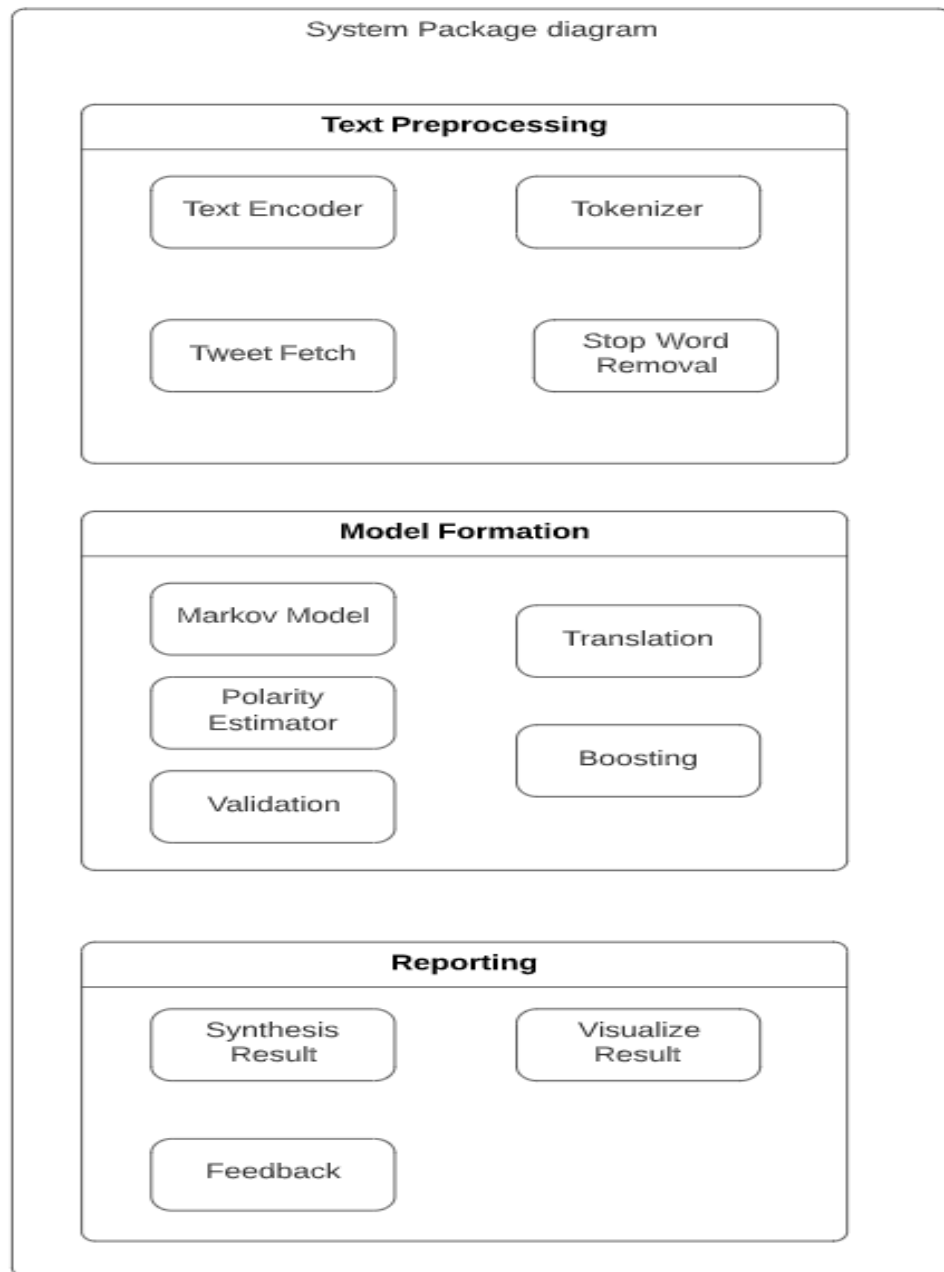 System Package diagram
Text Preprocessing
Text Encoder
Tokenizer
Tweet Fetch
Stop Word
Removal
Model Formation
Markov Model
Translation
Polarity
Estimator
Boosting
Validation
Reporting
Synthesis
Result
Visualize
Result
Feedback